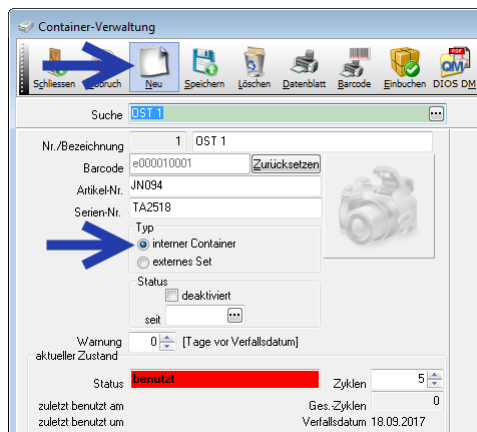 Container-Verwaltung
Schliessen Abbruch Neu Speichern Löschen Datenblatt Barcode Einbuchen DIOS DM
PDF
QM
Suche OST 1 ...
Nr./Bezeichnung 1 OST 1
Barcode e000010001 Zurücksetzen
Artikel-Nr. JN094
Serien-Nr. TA2518
Typ
interner Container
externes Set
Status
deaktiviert
seit ...
Warnung 0 [Tage vor Verfallsdatum]
aktueller Zustand
Status benutzt Zyklen 5
zuletzt benutzt am Ges.-Zyklen 0
zuletzt benutzt um Verfallsdatum 18.09.2017